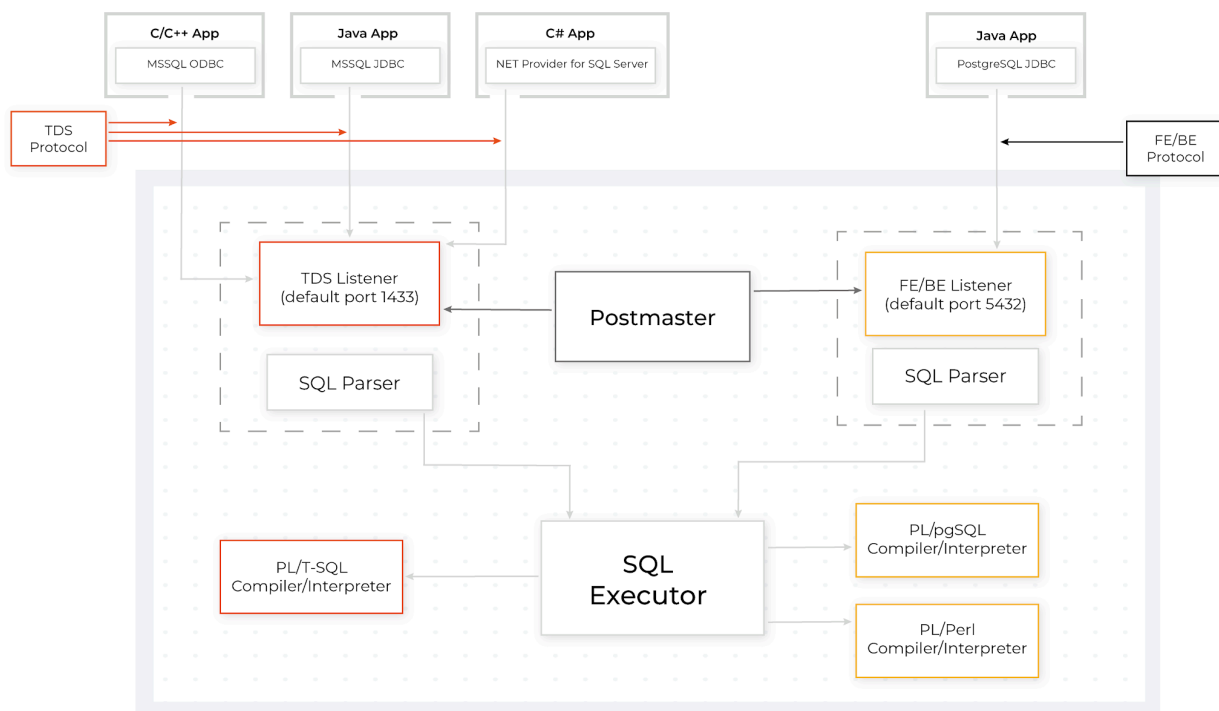 C/C++ App
MSSQL ODBC
Java App
MSSQL JDBC
C# App
NET Provider for SQL Server
Java App
PostgreSQL JDBC
TDS
Protocol
FE/BE
Protocol
TDS Listener
(default port 1433)
Postmaster
FE/BE Listener
(default port 5432)
SQL Parser
SQL Parser
SQL
Executor
PL/T-SQL
Compiler/Interpreter
PL/pgSQL
Compiler/Interpreter
PL/Perl
Compiler/Interpreter